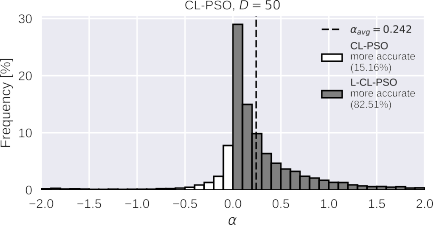 CL-PSO, D = 50
Frequency [%]
30
20
10
0
α_avg = 0.242
CL-PSO
more accurate
(15.16%)
L-CL-PSO
more accurate
(82.51%)
−2.0 −1.5 −1.0 −0.5 0.0 0.5 1.0 1.5 2.0
α